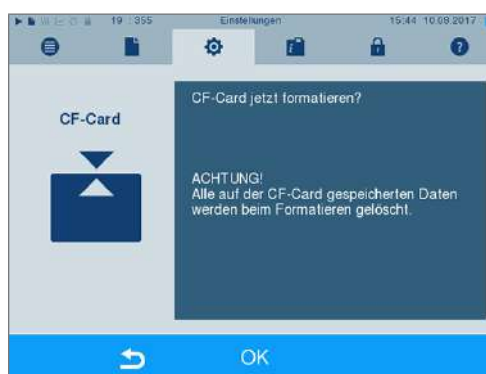 19 : 355 Einstellungen 15:44 10.08.2017
i ?
CF-Card
CF-Card jetzt formatieren?
ACHTUNG!
Alle auf der CF-Card gespeicherten Daten
werden beim Formatieren gelöscht.
OK